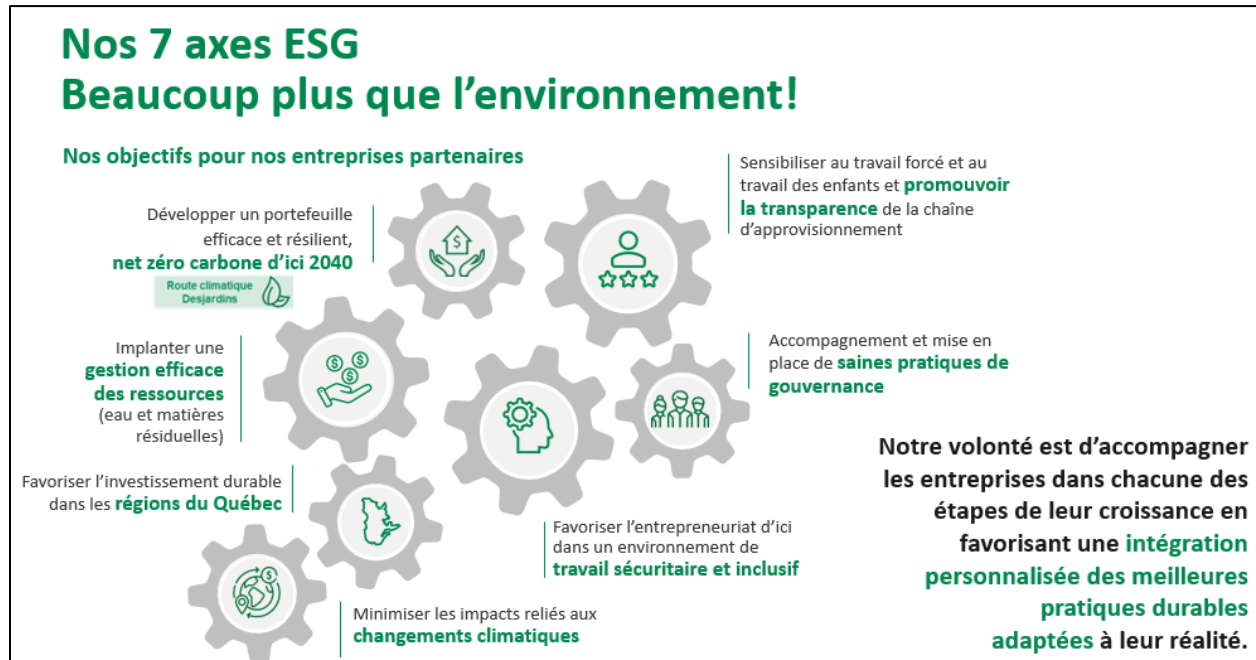 Nos 7 axes ESG
Beaucoup plus que l’environnement!
Nos objectifs pour nos entreprises partenaires
Développer un portefeuille
efficace et résilient,
net zéro carbone d’ici 2040
Route climatique
Desjardins
Sensibiliser au travail forcé et au
travail des enfants et promouvoir
la transparence de la chaîne
d’approvisionnement
Implanter une
gestion efficace
des ressources
(eau et matières
résiduelles)
Accompagnement et mise en
place de saines pratiques de
gouvernance
Favoriser l’investissement durable
dans les régions du Québec
Favoriser l’entrepreneuriat d’ici
dans un environnement de
travail sécuritaire et inclusif
Minimiser les impacts reliés aux
changements climatiques
Notre volonté est d’accompagner
les entreprises dans chacune des
étapes de leur croissance en
favorisant une intégration
personnalisée des meilleures
pratiques durables
adaptées à leur réalité.